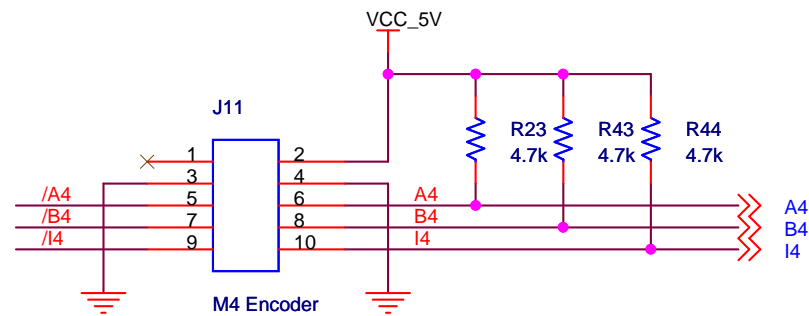 VCC_5V
J11
R23
R43
R44
4.7k
4.7k
4.7k
1
2
3
4
/A4
5
6
A4
A4
/B4
7
8
B4
B4
/I4
9
10
I4
I4
M4 Encoder